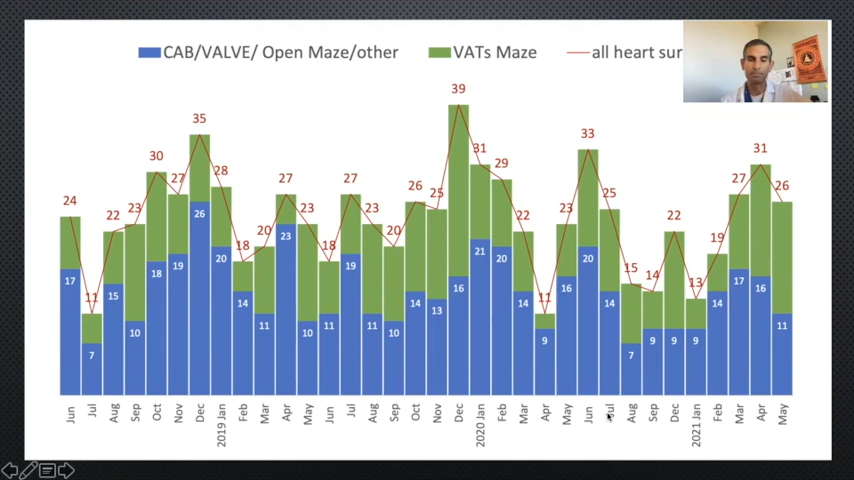 CAB/VALVE/ Open Maze/other VATs Maze all heart sur
39
35
33
30 31 31
27 28 27 27 29 27
26 25 25 26
24 23 23 23 23
22 22 22
20 20
18 18 19
15 14
11 11 13
26
23
17 18 19 20 19 21 20 20
15 14 14 16 14 16 14 14 17 16
10 11 10 11 11 10 13 11
7 9 7 9 9 9
Jun Jul Aug Sep Oct Nov Dec 2019 Jan Feb Mar Apr May Jun Jul Aug Sep Oct Nov Dec 2020 Jan Feb Mar Apr May Jun Jul Aug Sep Dec 2021 Jan Feb Mar Apr May